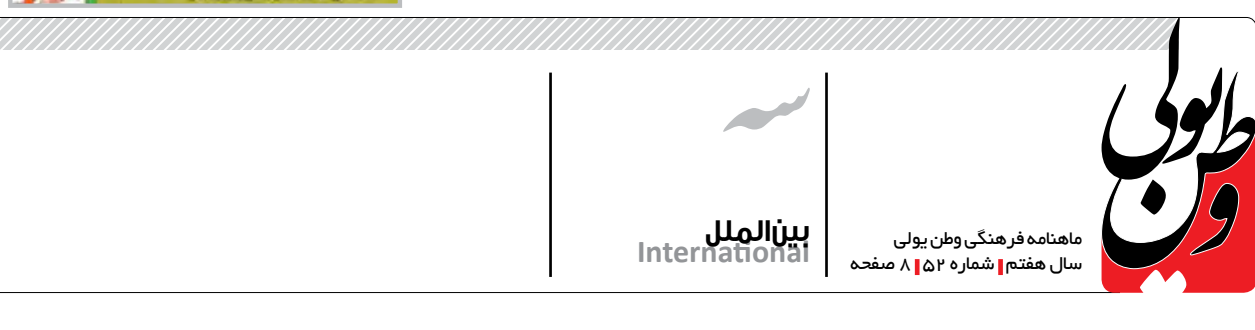 وطن یولی
ماهنامه فرهنگی وطن یولی
سال هفتم | شماره ۵۲ | ۸ صفحه
بین‌الملل
International